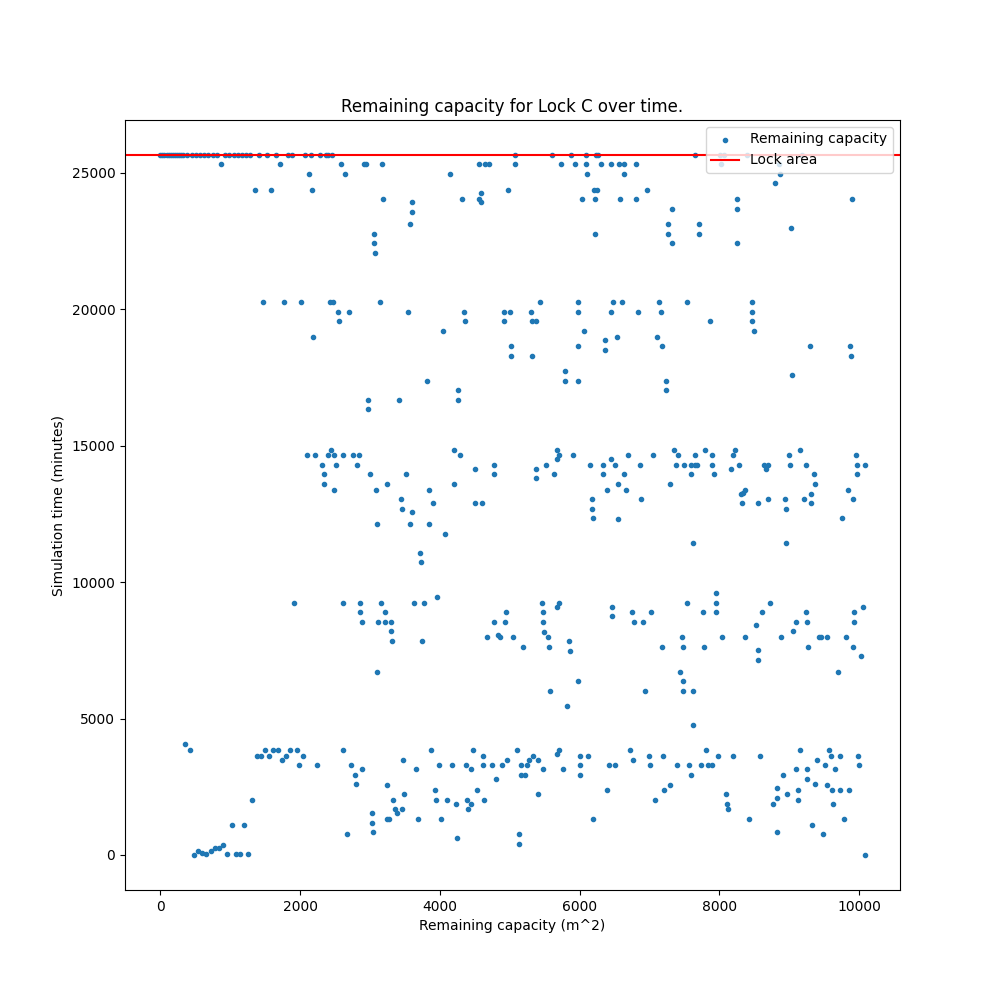 Remaining capacity for Lock C over time.
Remaining capacity
Lock area
25000
20000
15000
10000
5000
0
Simulation time (minutes)
0 2000 4000 6000 8000 10000
Remaining capacity (m^2)